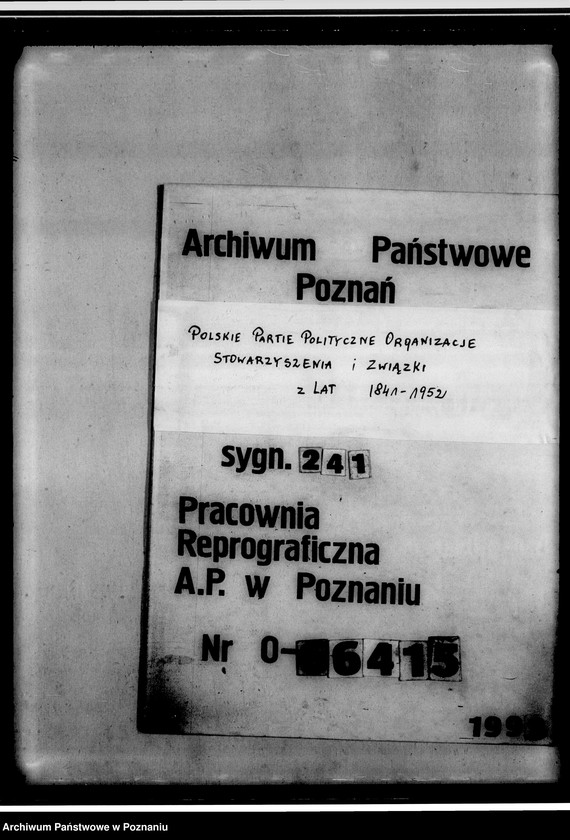 Archiwum Państwowe
Poznań
POLSKIE PARTIE POLITYCZNE ORGANIZACJE
STOWARZYSZENIA i ZWIĄZKI
z LAT 1841-1952
sygn. 241
Pracownia
Reprograficzna
A.P. w Poznaniu
Nr 0- 6415
Archiwum Państwowe w Poznaniu